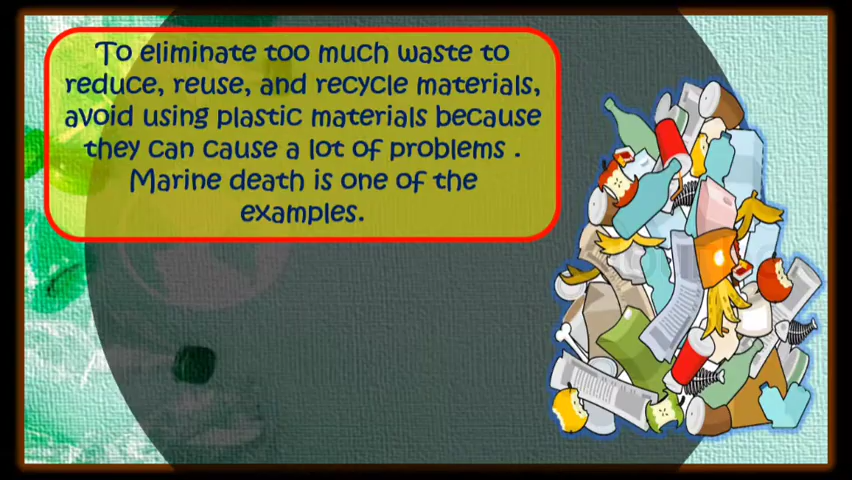 To eliminate too much waste to
reduce, reuse, and recycle materials,
avoid using plastic materials because
they can cause a lot of problems .
Marine death is one of the
examples.